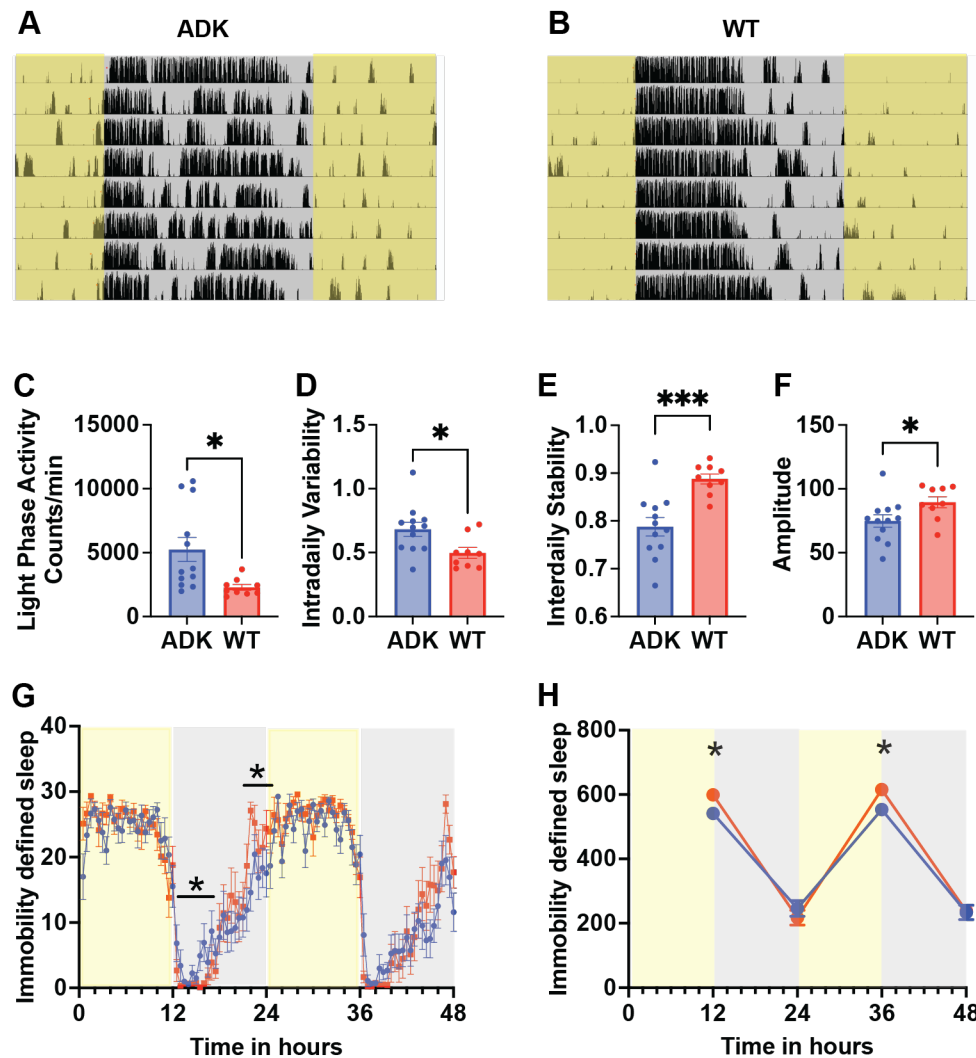 A
ADK
B
WT
C
Light Phase Activity
Counts/min
15000
10000
5000
0
*
ADK WT
D
Intradaily Variability
1.5
1.0
0.5
0.0
*
ADK WT
E
Interdaily Stability
1.0
0.9
0.8
0.7
0.6
***
ADK WT
F
Amplitude
150
100
50
0
*
ADK WT
G
Immobility defined sleep
40
30
20
10
0
*
*
0 12 24 36 48
Time in hours
H
Immobility defined sleep
800
600
400
200
0
*
*
0 12 24 36 48
Time in hours